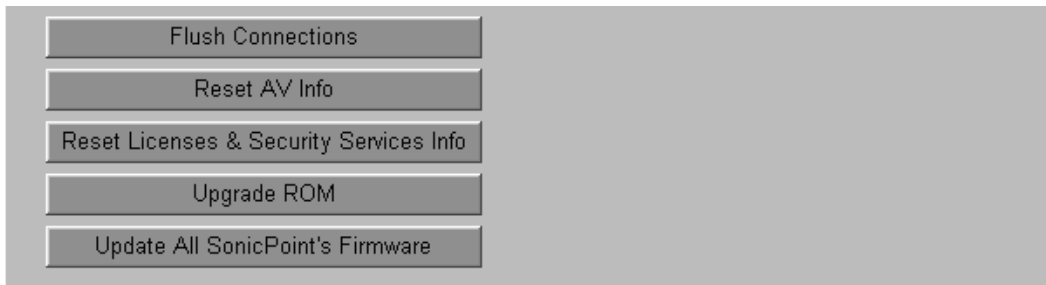 Flush Connections
Reset AV Info
Reset Licenses & Security Services Info
Upgrade ROM
Update All SonicPoint's Firmware